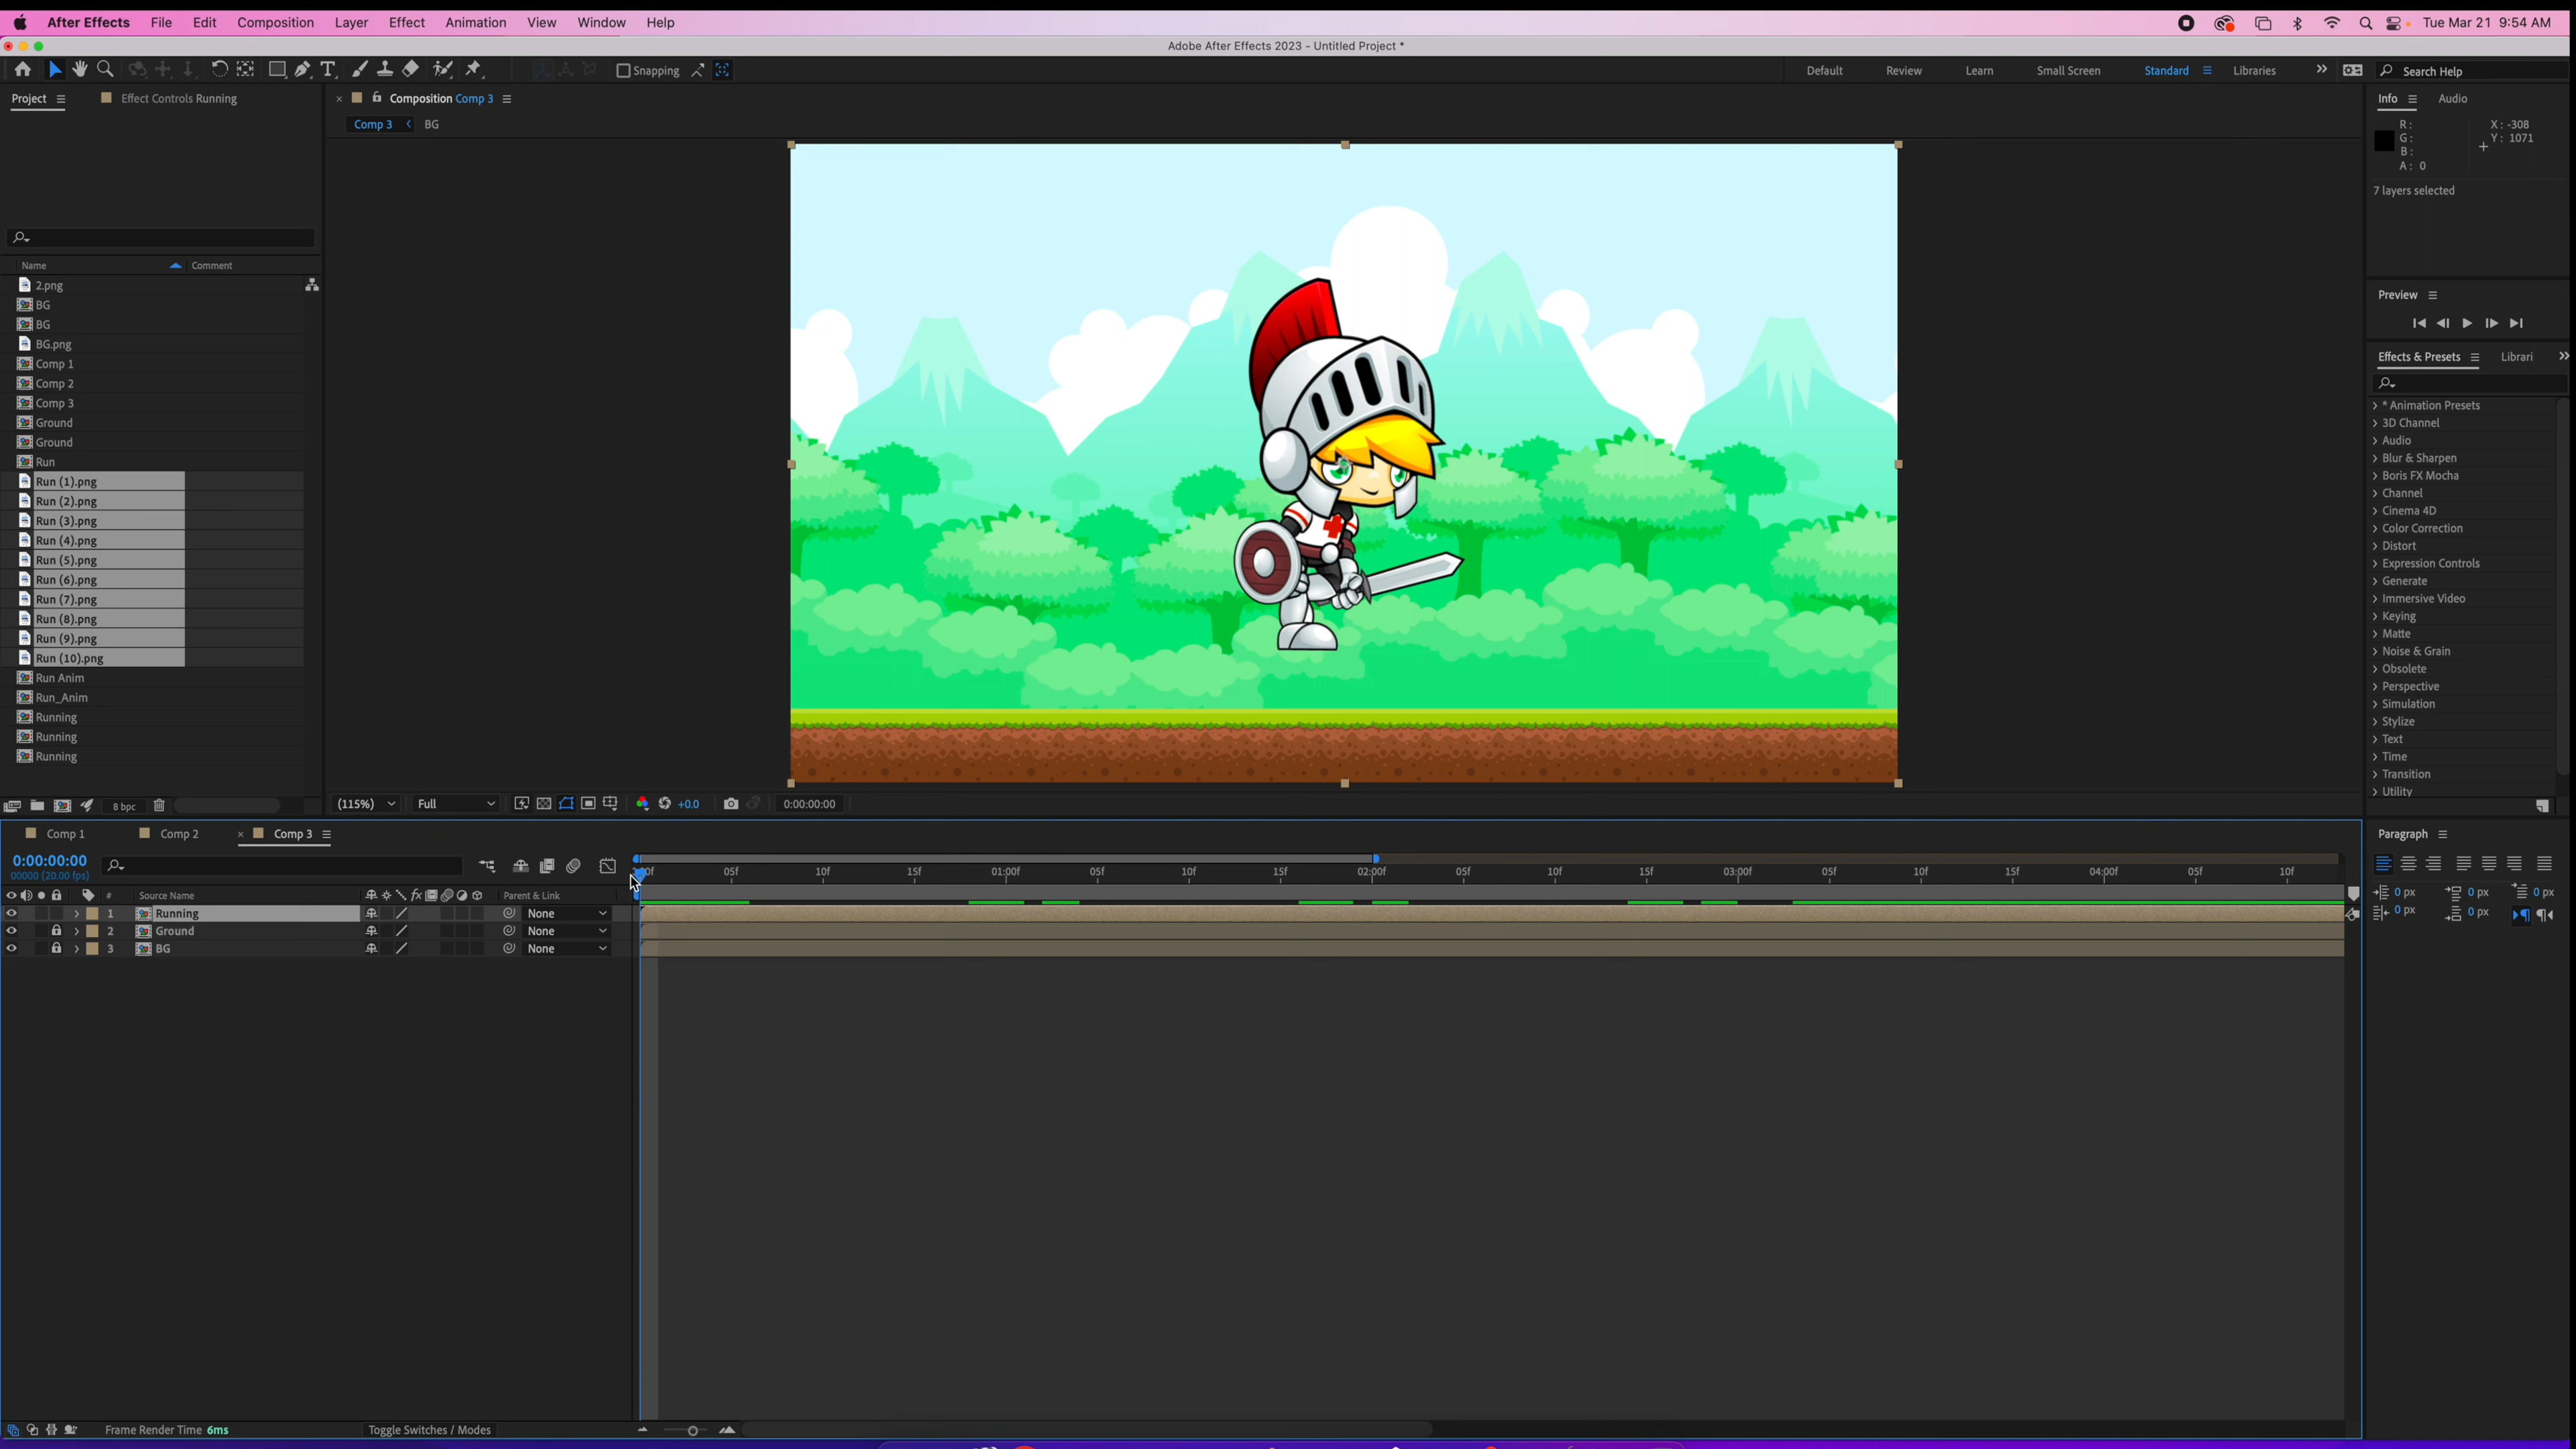 After Effects File Edit Composition Layer Effect Animation View Window Help Tue Mar 21 9:54 AM
Adobe After Effects 2023 - Untitled Project *
Snapping Default Review Learn Small Screen Standard Libraries Search Help
Project Effect Controls Running
Composition Comp 3
Comp 3 BG
Info Audio
R: X: -308
G: Y: 1071
B:
A: 0
7 layers selected
Name Comment
2.png
BG
BG
BG.png
Comp 1
Comp 2
Comp 3
Ground
Ground
Run
Run (1).png
Run (2).png
Run (3).png
Run (4).png
Run (5).png
Run (6).png
Run (7).png
Run (8).png
Run (9).png
Run (10).png
Run Anim
Run_Anim
Running
Running
Running
8 bpc
(115%) Full +0.0 0:00:00:00
Preview
Effects & Presets Librari
* Animation Presets
3D Channel
Audio
Blur & Sharpen
Boris FX Mocha
Channel
Cinema 4D
Color Correction
Distort
Expression Controls
Generate
Immersive Video
Keying
Matte
Noise & Grain
Obsolete
Perspective
Simulation
Stylize
Text
Time
Transition
Utility
Comp 1 Comp 2 Comp 3
0:00:00:00
00000 (20.00 fps)
05f 10f 15f 01:00f 05f 10f 15f 02:00f 05f 10f 15f 03:00f 05f 10f 15f 04:00f 05f 10f
# Source Name fx Parent & Link
1 Running None
2 Ground None
3 BG None
Paragraph
0 px 0 px 0 px
0 px 0 px
Frame Render Time 6ms Toggle Switches / Modes